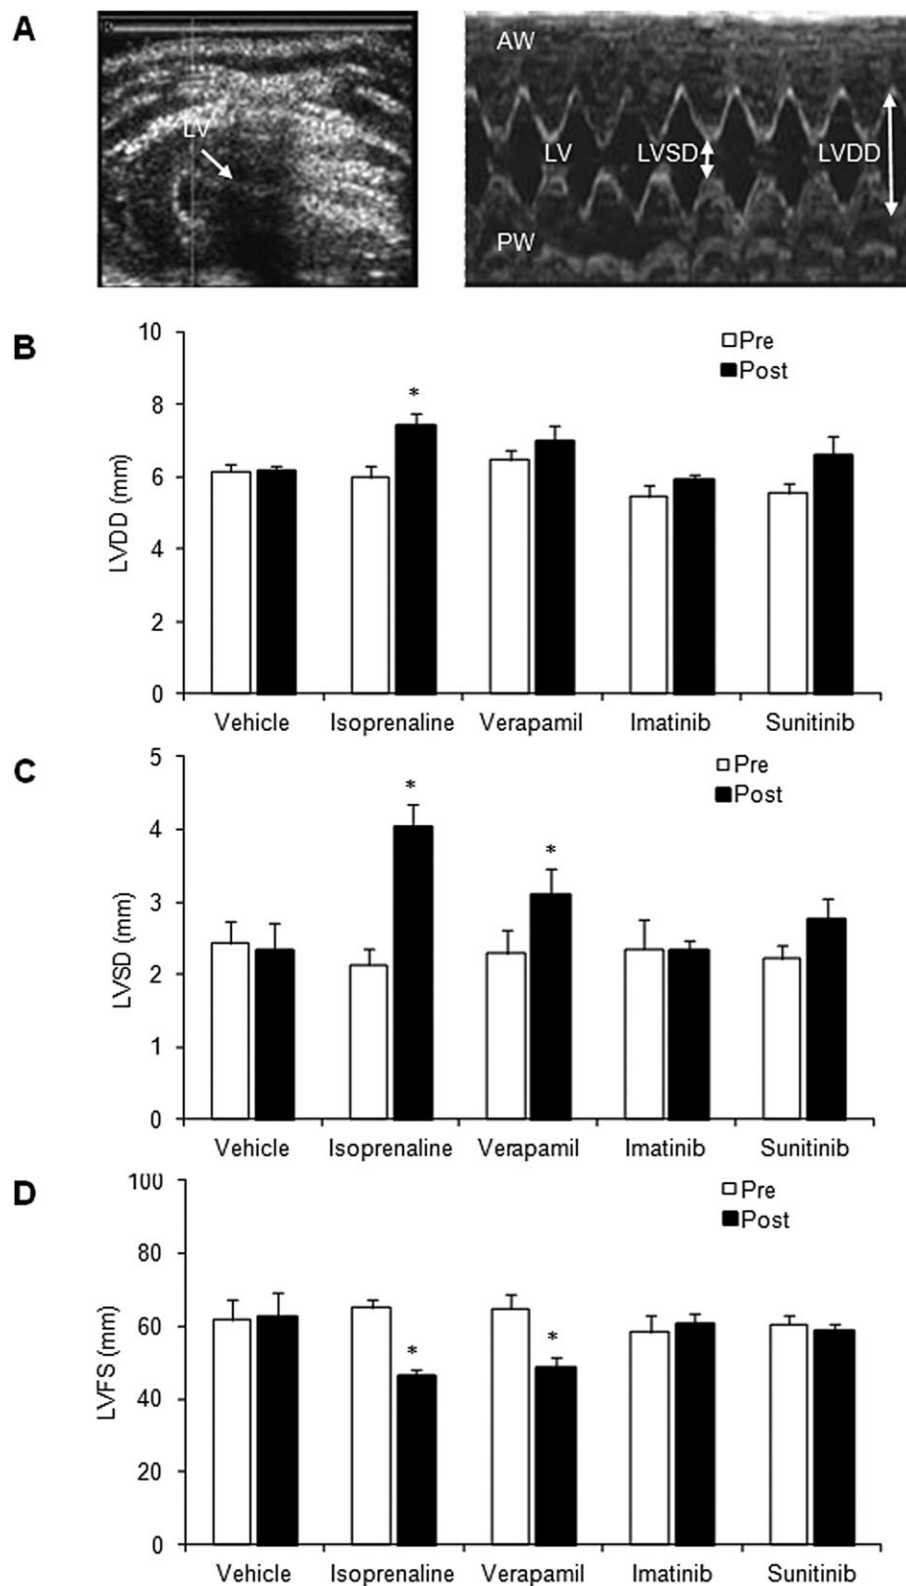 A
LV
AW
LV
LVSD
LVDD
PW
B
LVDD (mm)
10
8
6
4
2
0
Pre
Post
*
Vehicle Isoprenaline Verapamil Imatinib Sunitinib
C
LVSD (mm)
5
4
3
2
1
0
Pre
Post
*
*
Vehicle Isoprenaline Verapamil Imatinib Sunitinib
D
LVFS (mm)
100
80
60
40
20
0
Pre
Post
*
*
Vehicle Isoprenaline Verapamil Imatinib Sunitinib